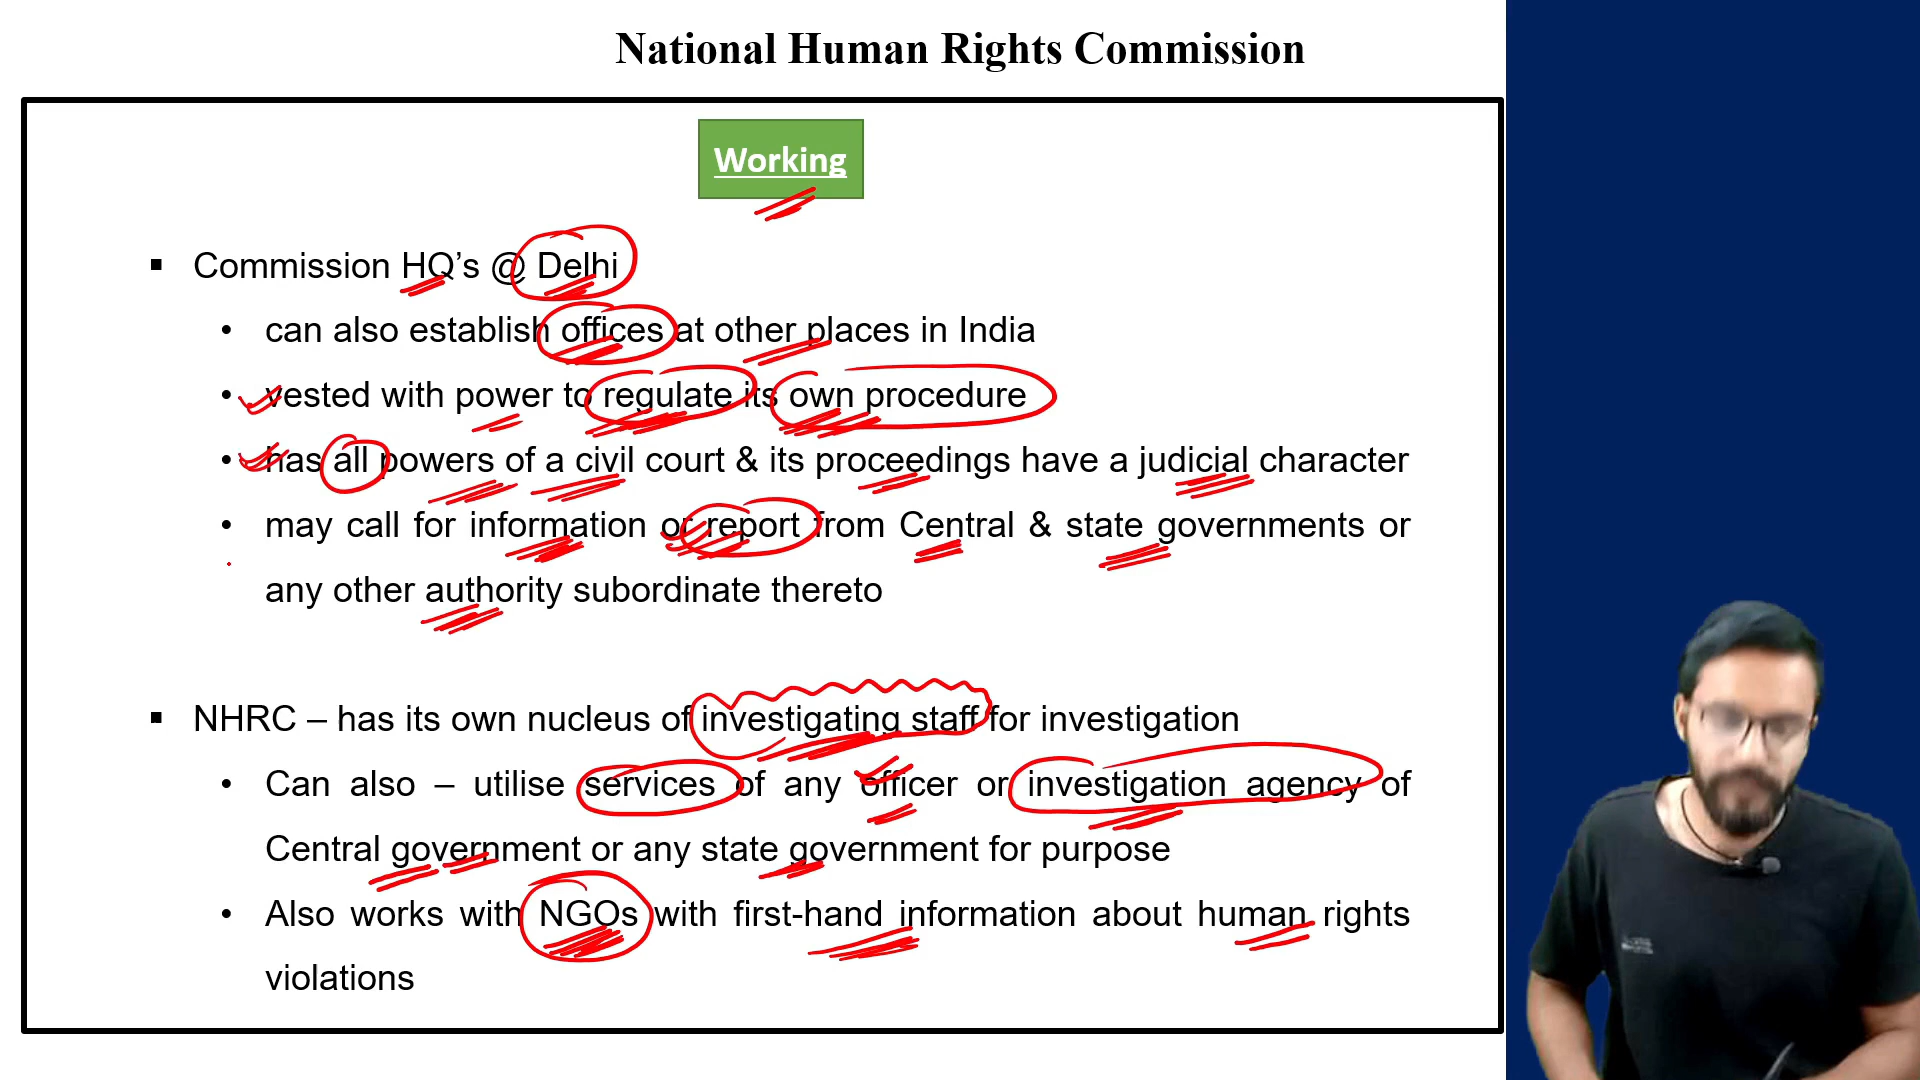 National Human Rights Commission
Working
▪ Commission HQ’s @ Delhi
• can also establish offices at other places in India
• vested with power to regulate its own procedure
• has all powers of a civil court & its proceedings have a judicial character
• may call for information or report from Central & state governments or
any other authority subordinate thereto
▪ NHRC – has its own nucleus of investigating staff for investigation
• Can also – utilise services of any officer or investigation agency of
Central government or any state government for purpose
• Also works with NGOs with first-hand information about human rights
violations